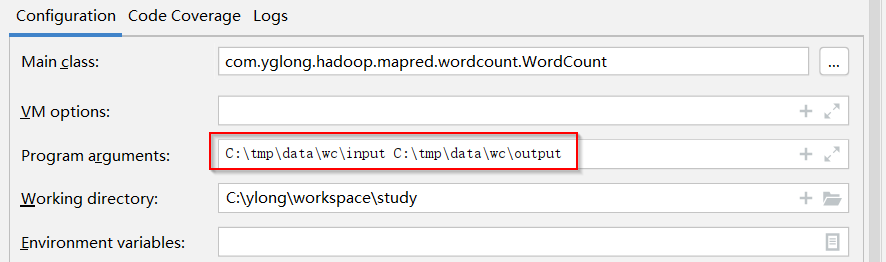 Configuration Code Coverage Logs
Main class: com.yglong.hadoop.mapred.wordcount.WordCount ...
VM options:
Program arguments: C:\tmp\data\wc\input C:\tmp\data\wc\output
Working directory: C:\ylong\workspace\study
Environment variables: